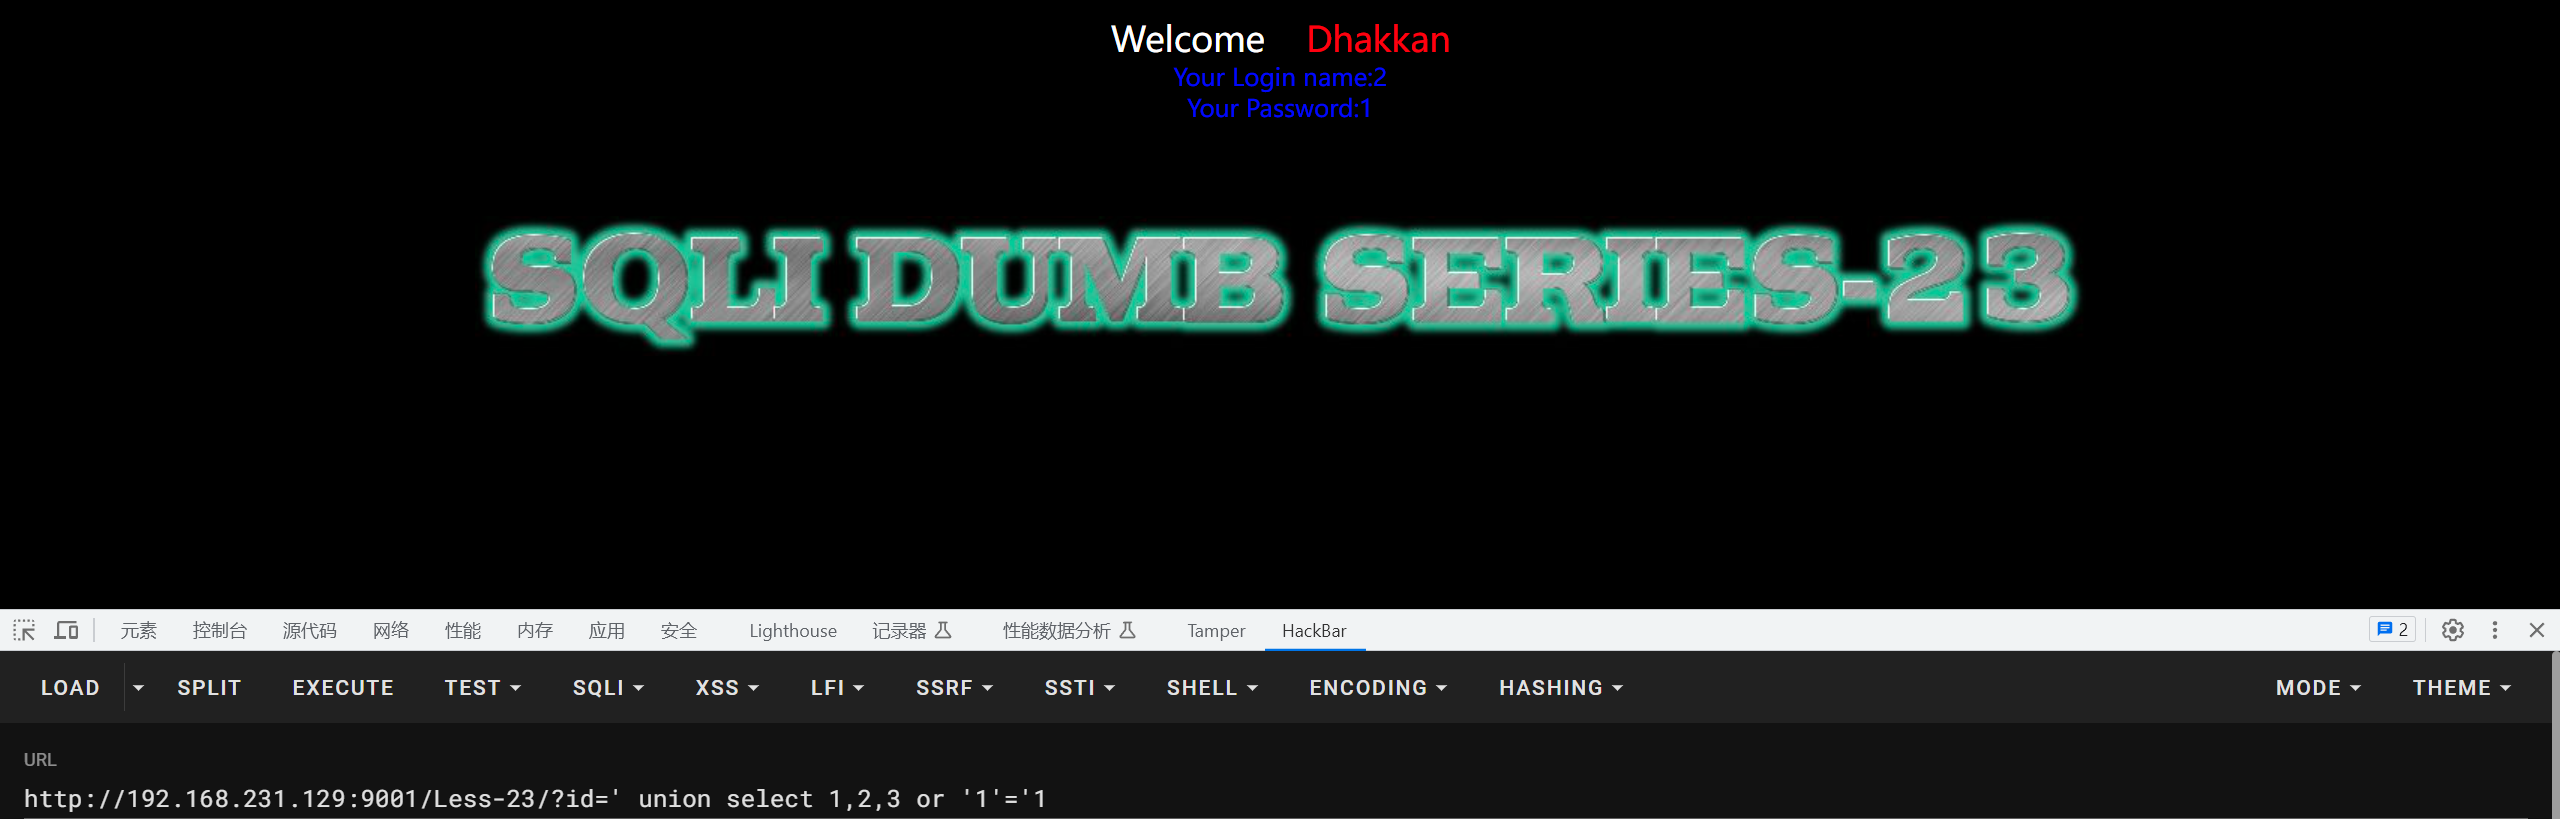 Welcome Dhakkan
Your Login name:2
Your Password:1
SQLI DUMB SERIES-23
元素 控制台 源代码 网络 性能 内存 应用 安全 Lighthouse 记录器 性能数据分析 Tamper HackBar 2
LOAD SPLIT EXECUTE TEST SQLI XSS LFI SSRF SSTI SHELL ENCODING HASHING MODE THEME
URL
http://192.168.231.129:9001/Less-23/?id=' union select 1,2,3 or '1'='1